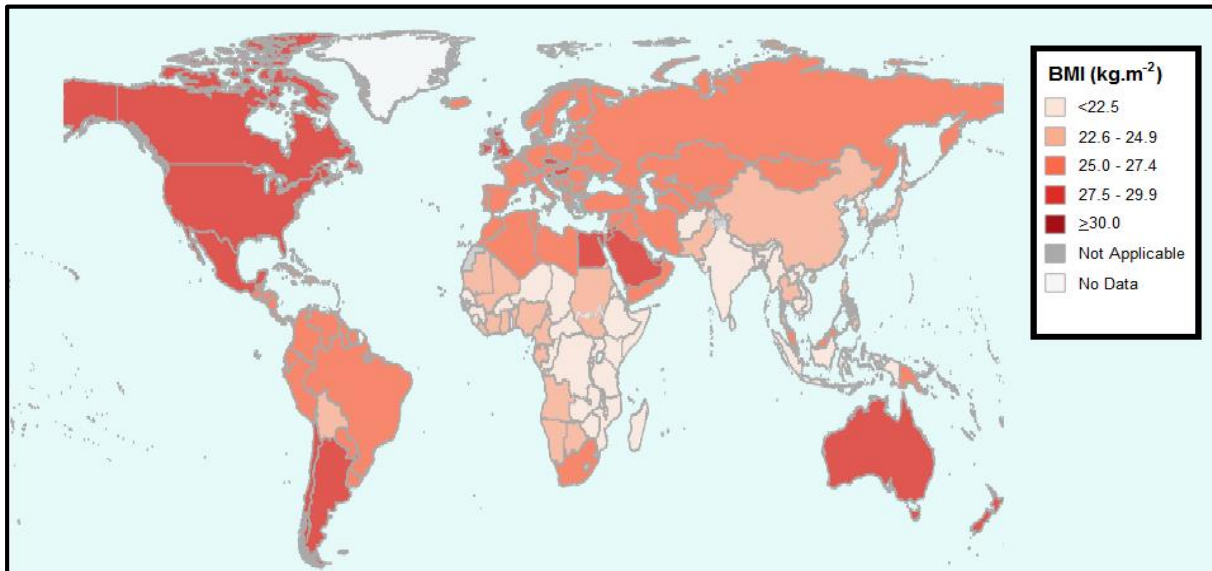 BMI (kg.m-2)
<22.5
22.6 - 24.9
25.0 - 27.4
27.5 - 29.9
≥30.0
Not Applicable
No Data